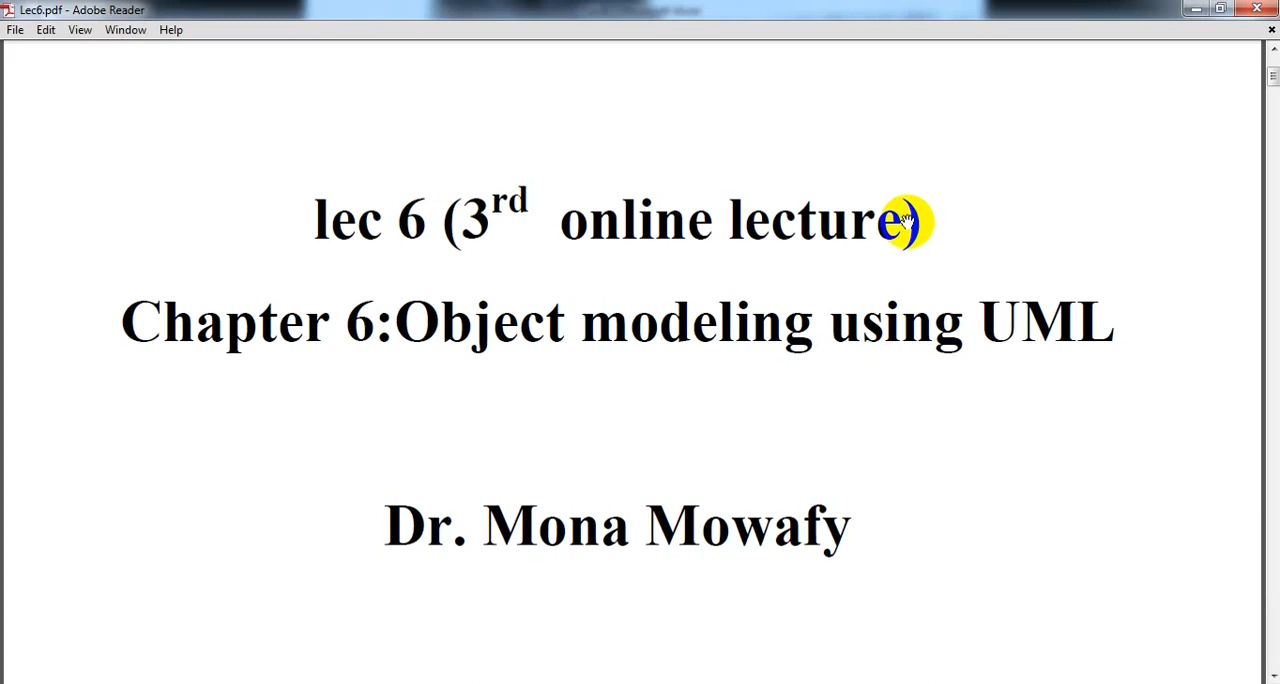 Lec6.pdf - Adobe Reader
File Edit View Window Help
lec 6 (3rd online lecture)
Chapter 6:Object modeling using UML
Dr. Mona Mowafy